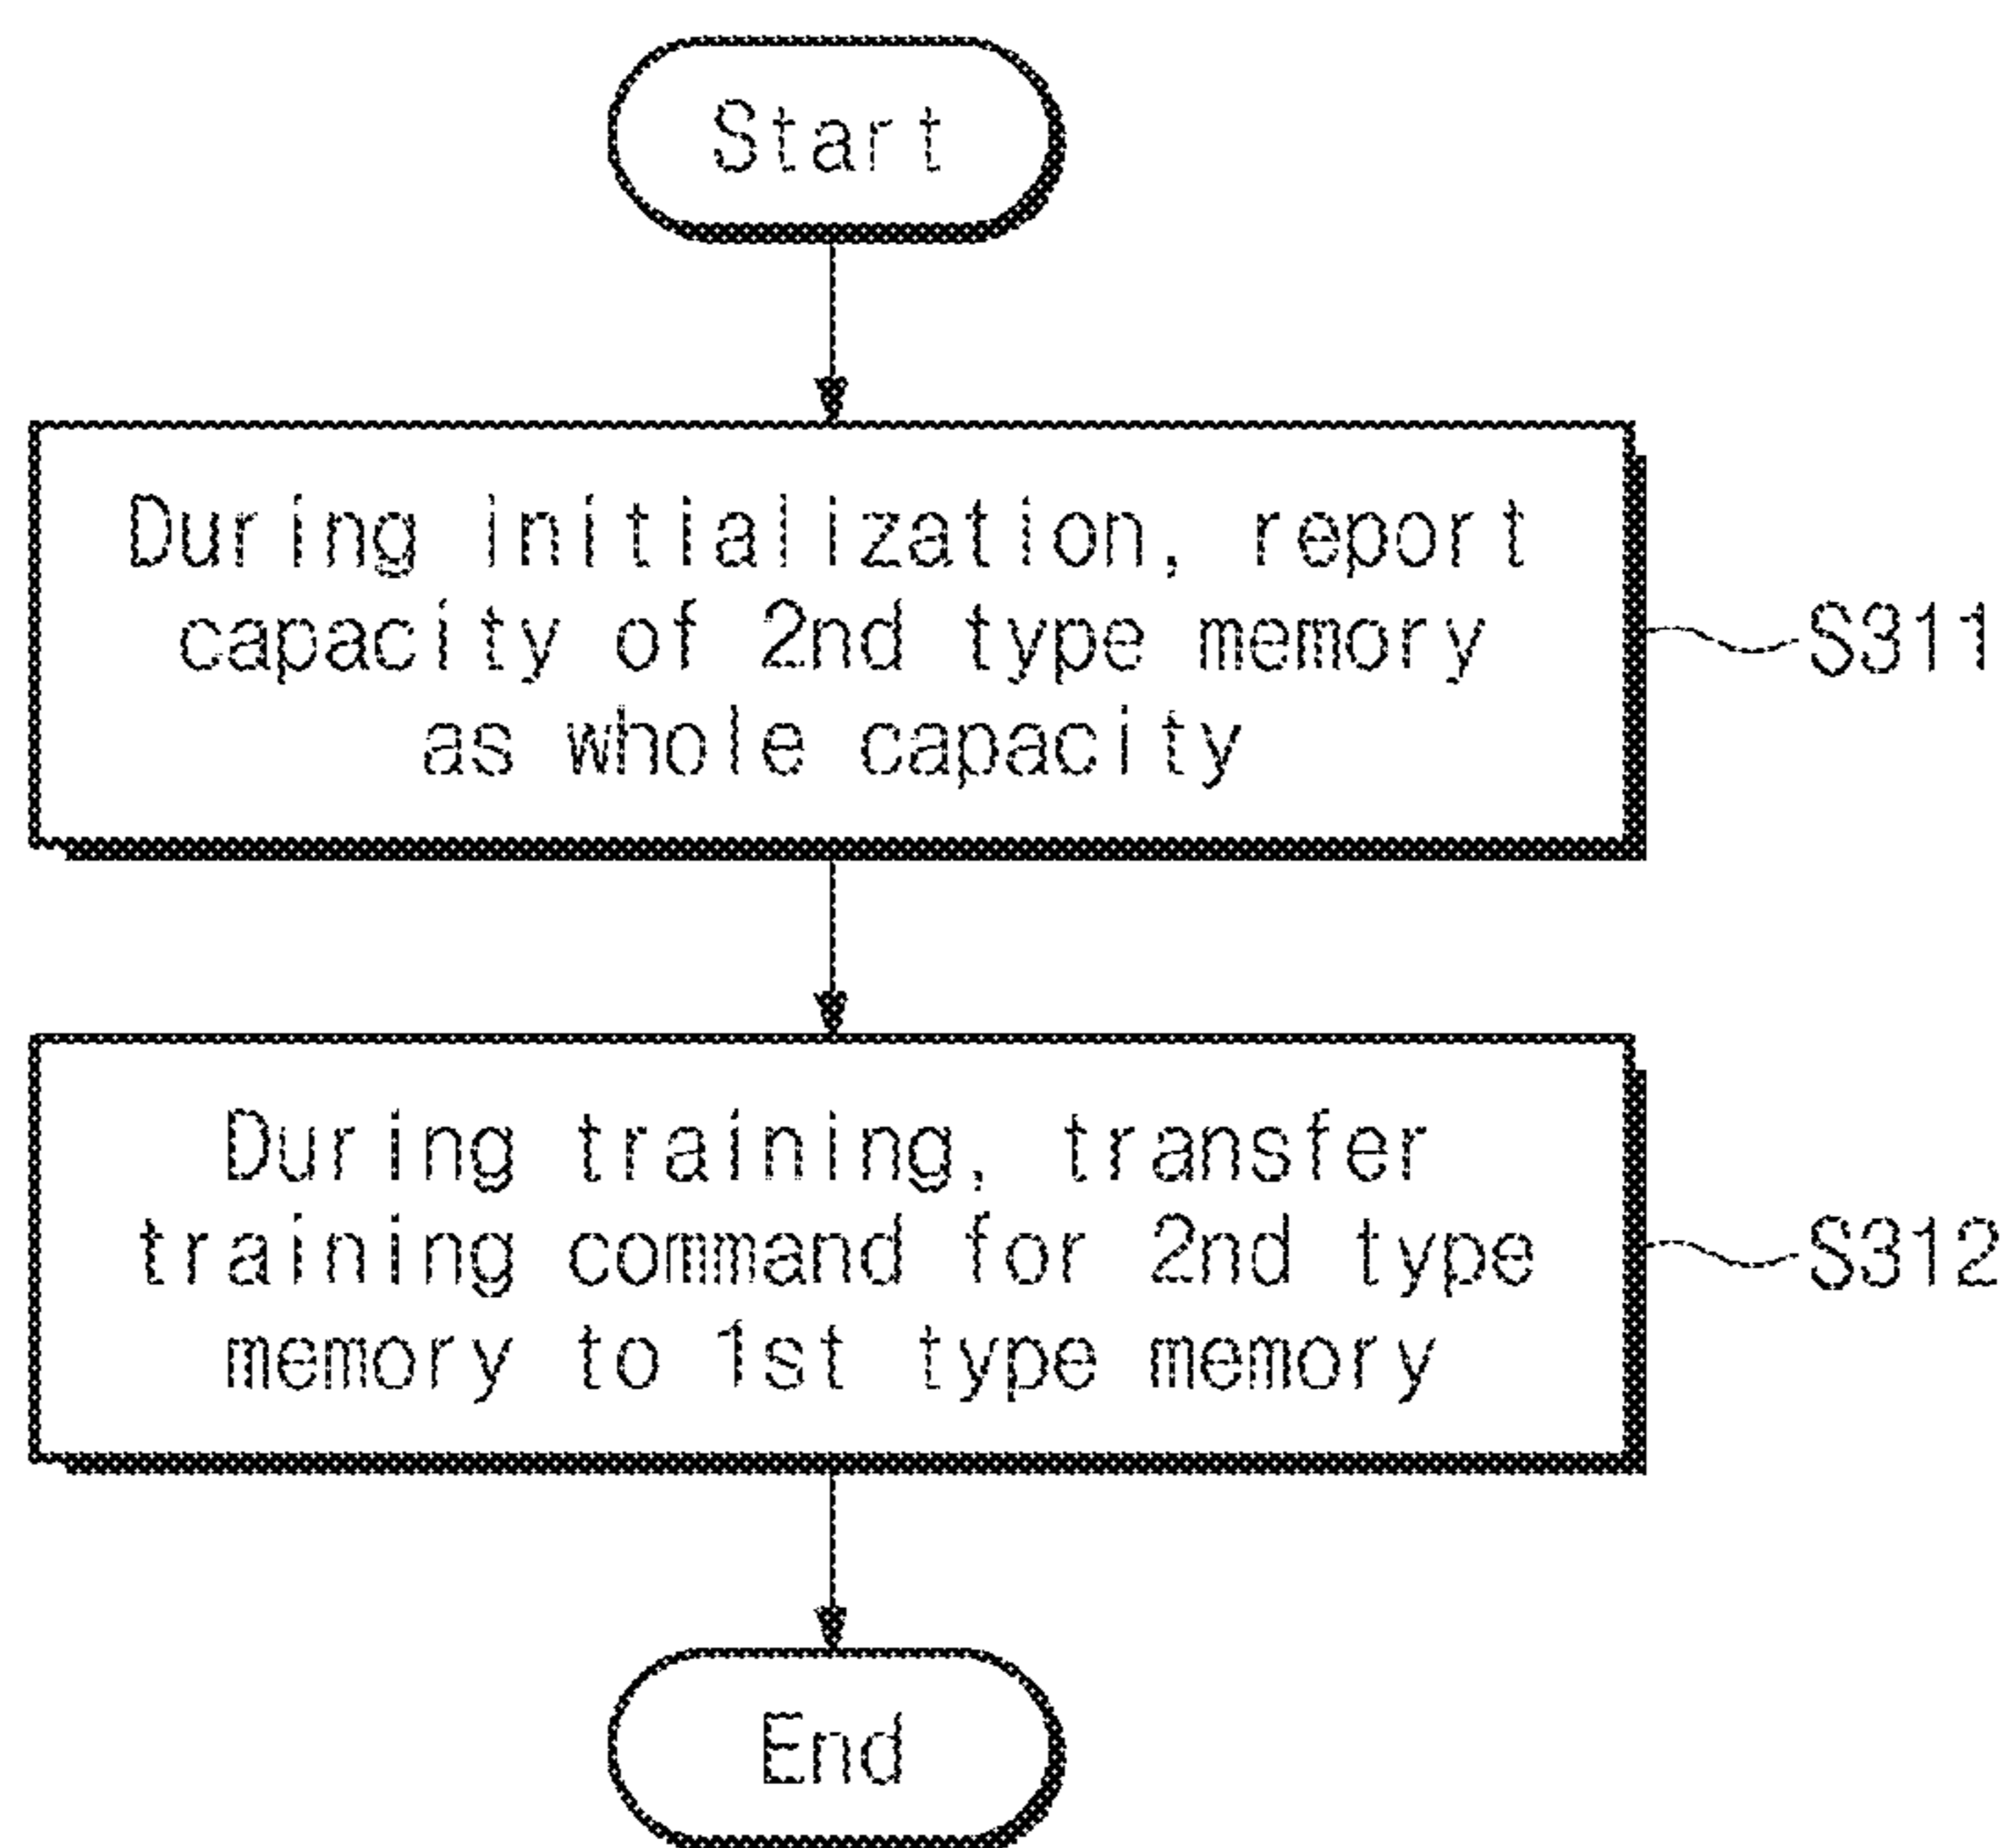 Start
During initialization, report
capacity of 2nd type memory
as whole capacity
S311
During training, transfer
training command for 2nd type
memory to 1st type memory
S312
End